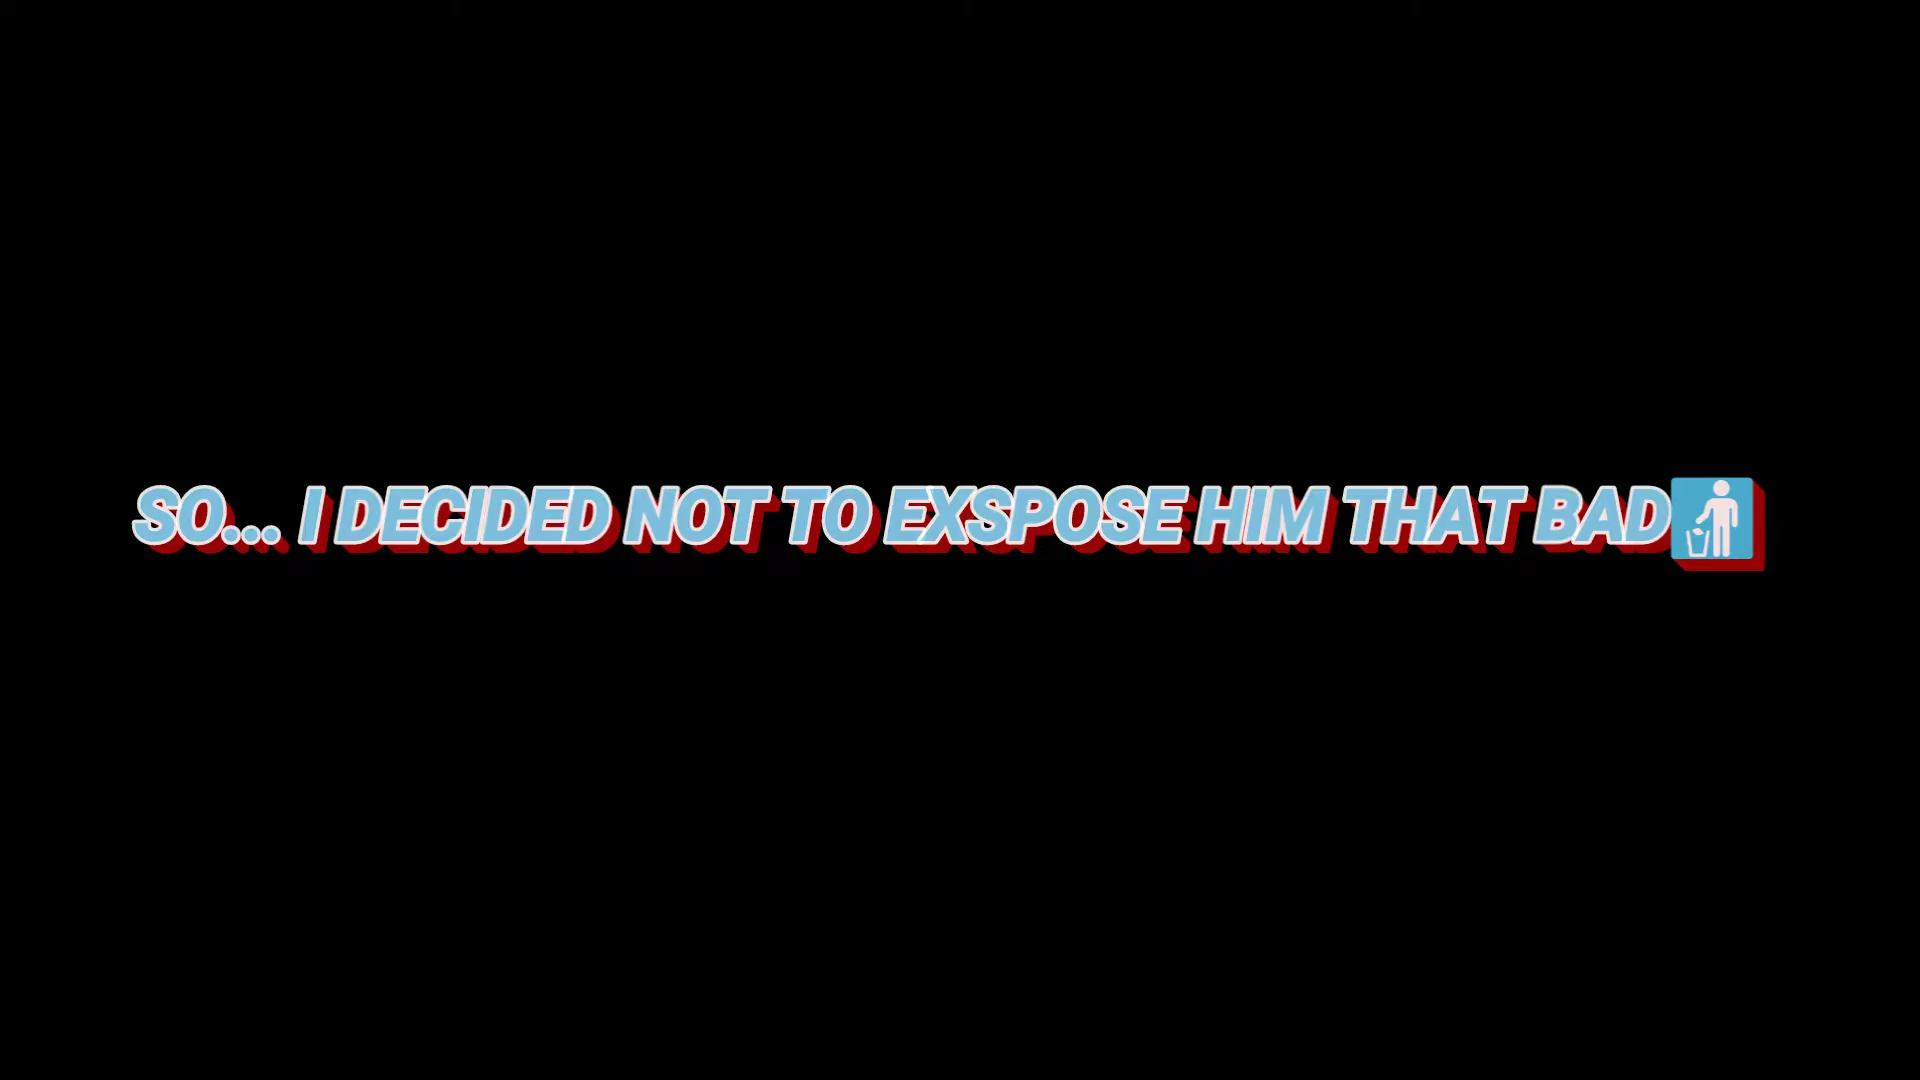 SO... I DECIDED NOT TO EXSPOSE HIM THAT BAD🚮